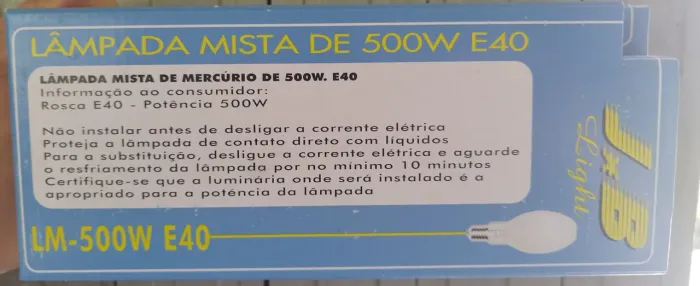 LÂMPADA MISTA DE 500W E40
LÂMPADA MISTA DE MERCÚRIO DE 500W. E40
Informação ao consumidor:
Rosca E40 - Potência 500W
Não instalar antes de desligar a corrente elétrica
Proteja a lâmpada de contato direto com líquidos
Para a substituição, desligue a corrente elétrica e aguarde
o resfriamento da lâmpada por no mínimo 10 minutos
Certifique-se que a luminária onde será instalado é a
apropriado para a potência da lâmpada
LM-500W E40
J x B
Light